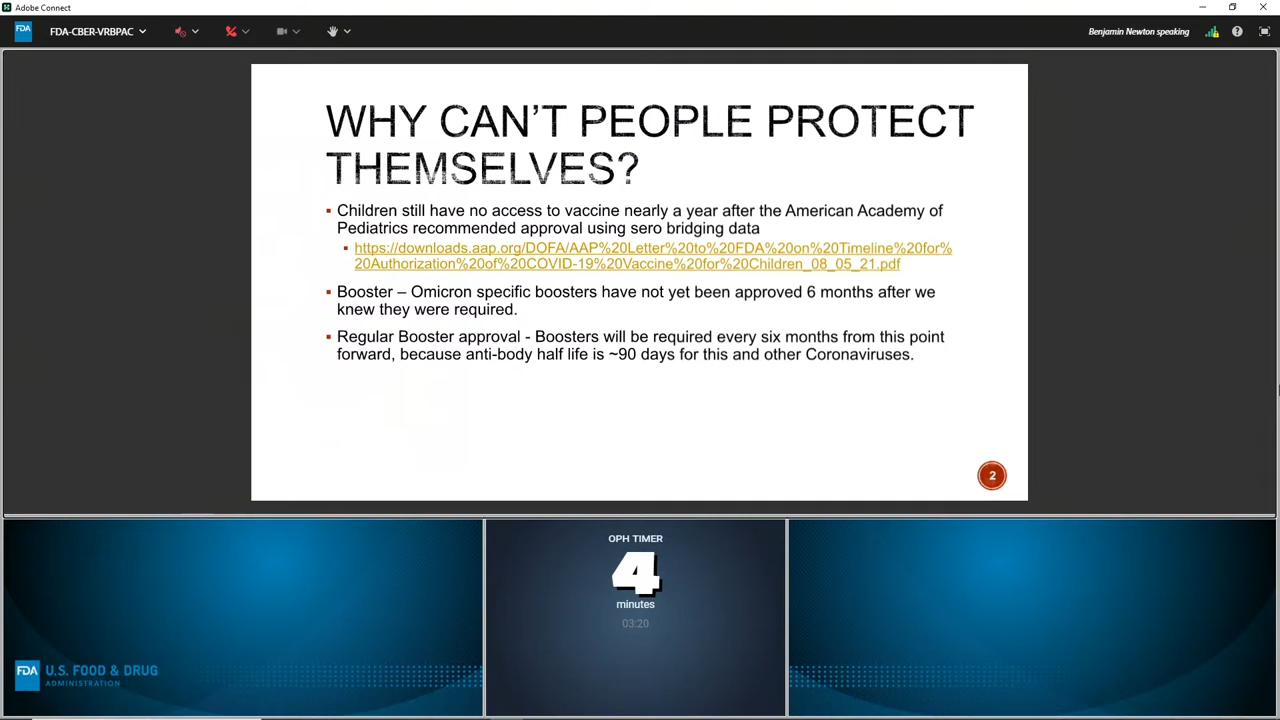 Adobe Connect
FDA
FDA-CBER-VRBPAC
Benjamin Newton speaking
WHY CAN'T PEOPLE PROTECT
THEMSELVES?
Children still have no access to vaccine nearly a year after the American Academy of
Pediatrics recommended approval using sero bridging data
https://downloads.aap.org/DOFA/AAP%20Letter%20to%20FDA%20on%20Timeline%20for%
20Authorization%20of%20COVID-19%20Vaccine%20for%20Children_08_05_21.pdf
Booster – Omicron specific boosters have not yet been approved 6 months after we
knew they were required.
Regular Booster approval - Boosters will be required every six months from this point
forward, because anti-body half life is ~90 days for this and other Coronaviruses.
2
OPH TIMER
4
minutes
03:20
FDA
U.S. FOOD & DRUG
ADMINISTRATION